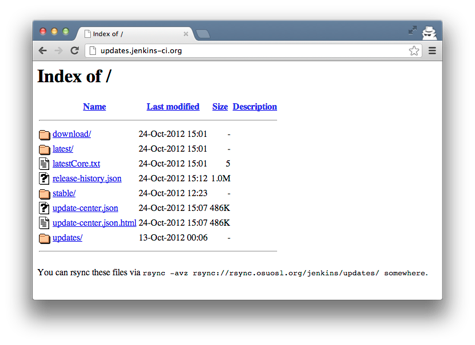 Index of /
updates.jenkins-ci.org
Index of /
Name Last modified Size Description
download/ 24-Oct-2012 15:01 -
latest/ 24-Oct-2012 15:01 -
latestCore.txt 24-Oct-2012 15:01 5
release-history.json 24-Oct-2012 15:12 1.0M
stable/ 24-Oct-2012 12:23 -
update-center.json 24-Oct-2012 15:07 486K
update-center.json.html 24-Oct-2012 15:07 486K
updates/ 13-Oct-2012 00:06 -
You can rsync these files via rsync -avz rsync://rsync.osuosl.org/jenkins/updates/ somewhere.